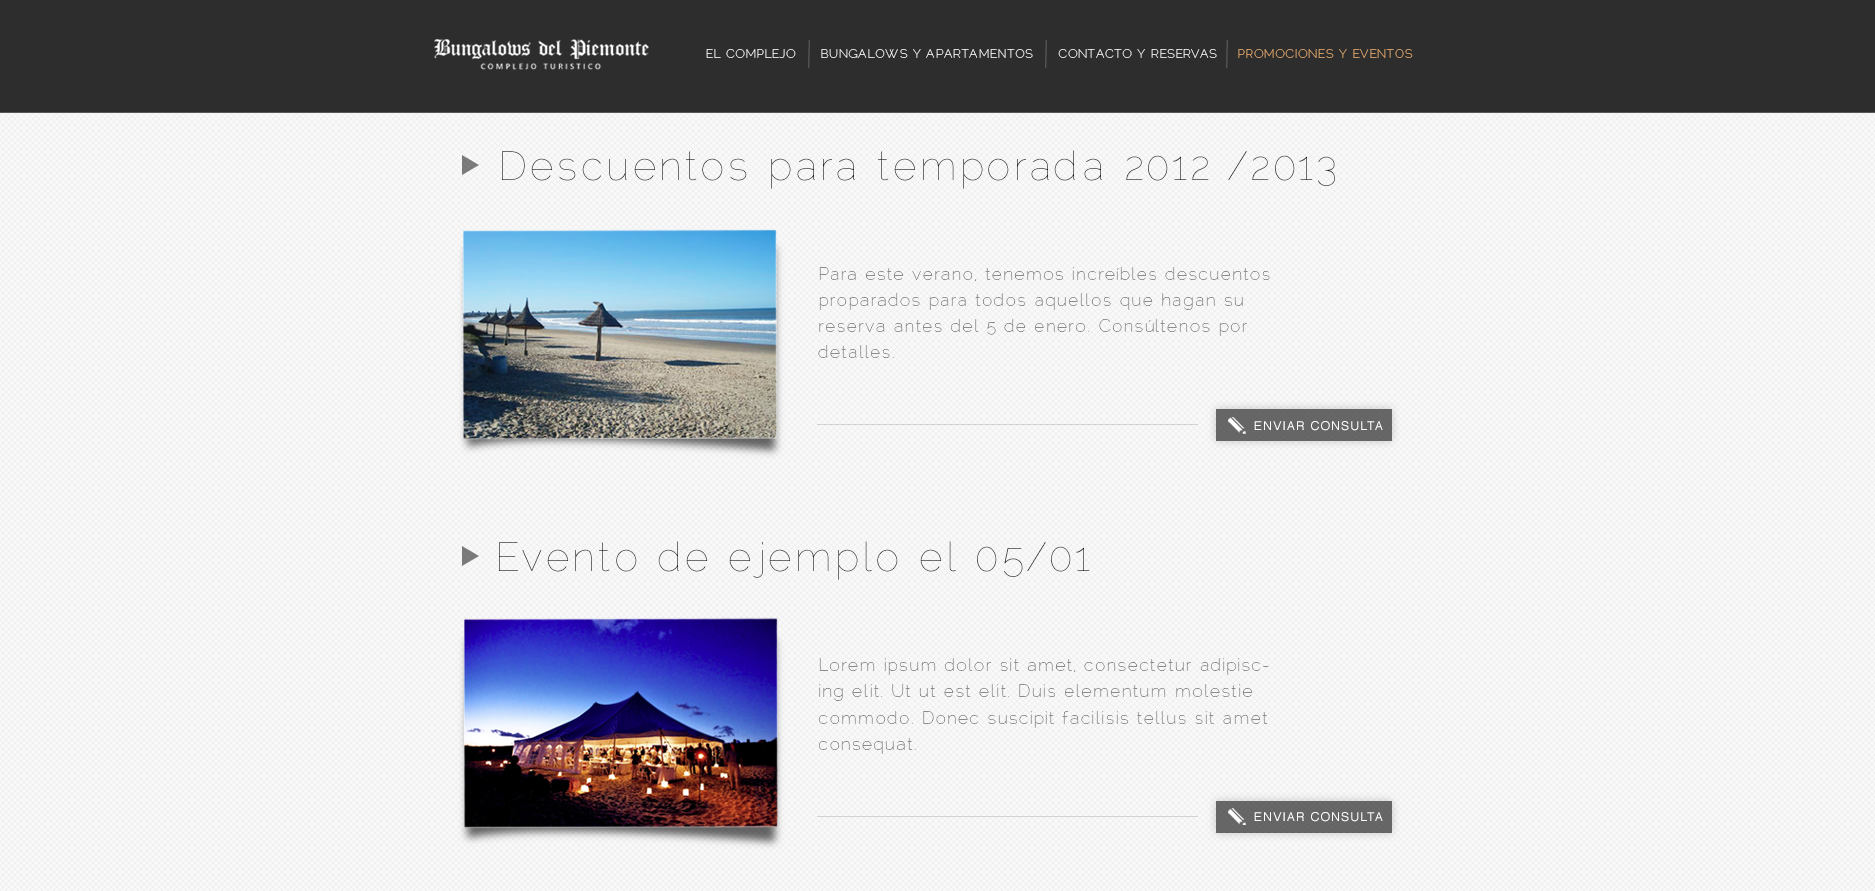 Bungalows del Piemonte
COMPLEJO TURISTICO
EL COMPLEJO
BUNGALOWS Y APARTAMENTOS
CONTACTO Y RESERVAS
PROMOCIONES Y EVENTOS
Descuentos para temporada 2012 /2013
Para este verano, tenemos increíbles descuentos
proparados para todos aquellos que hagan su
reserva antes del 5 de enero. Consúltenos por
detalles.
ENVIAR CONSULTA
Evento de ejemplo el 05/01
Lorem ipsum dolor sit amet, consectetur adipisc-
ing elit. Ut ut est elit. Duis elementum molestie
commodo. Donec suscipit facilisis tellus sit amet
consequat.
ENVIAR CONSULTA